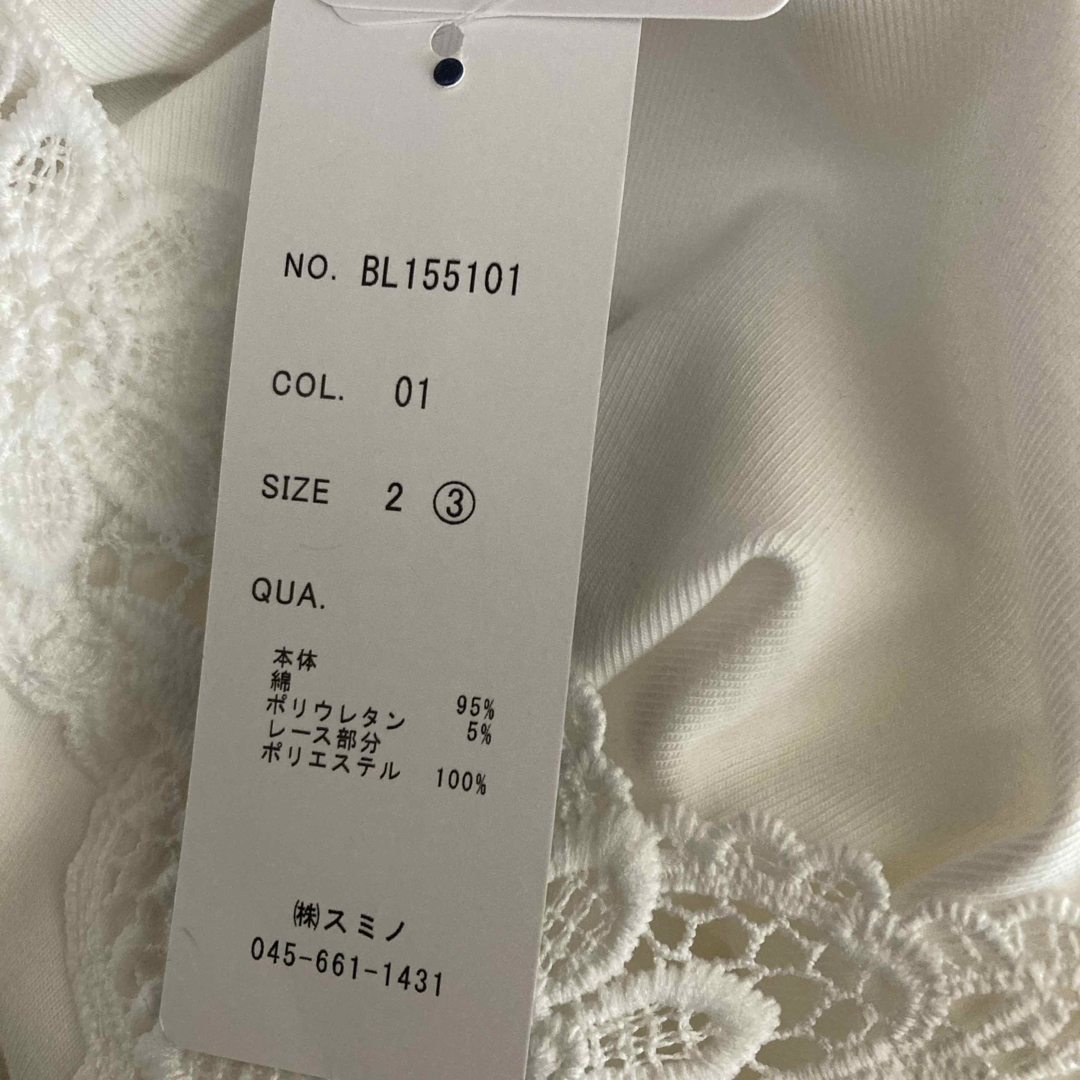 NO. BL155101
COL. 01
SIZE 2 ③
QUA.
本体
綿 95%
ポリウレタン 5%
レース部分
ポリエステル 100%
㈱スミノ
045-661-1431